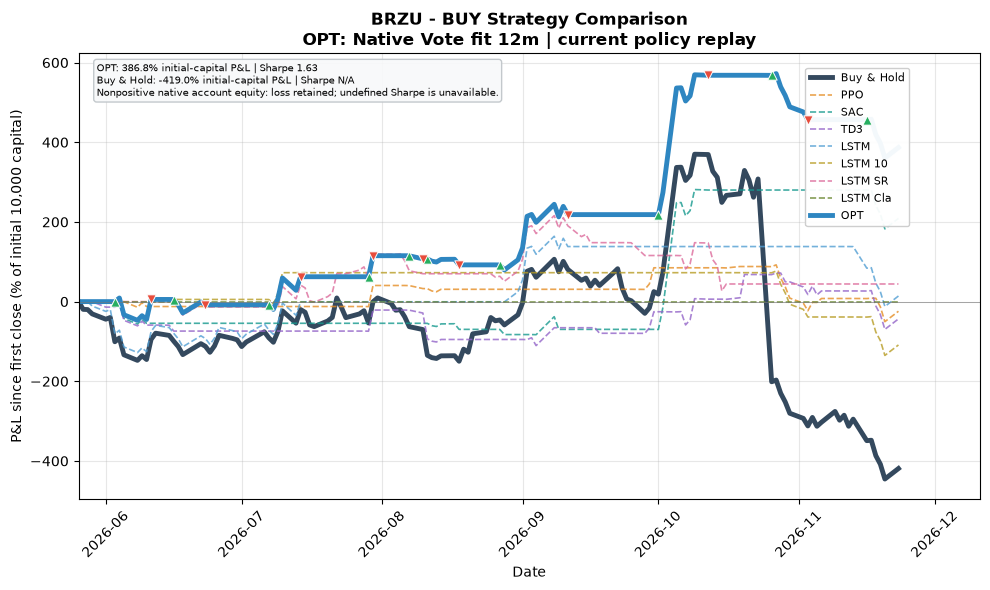 BRZU - BUY Strategy Comparison
OPT: Native Vote fit 12m | current policy replay
OPT: 386.8% initial-capital P&L | Sharpe 1.63
Buy & Hold: -419.0% initial-capital P&L | Sharpe N/A
Nonpositive native account equity: loss retained; undefined Sharpe is unavailable.
Buy & Hold
PPO
SAC
TD3
LSTM
LSTM 10
LSTM SR
LSTM Cla
OPT
P&L since first close (% of initial 10,000 capital)
600
400
200
0
−200
−400
2026-06
2026-07
2026-08
2026-09
2026-10
2026-11
2026-12
Date